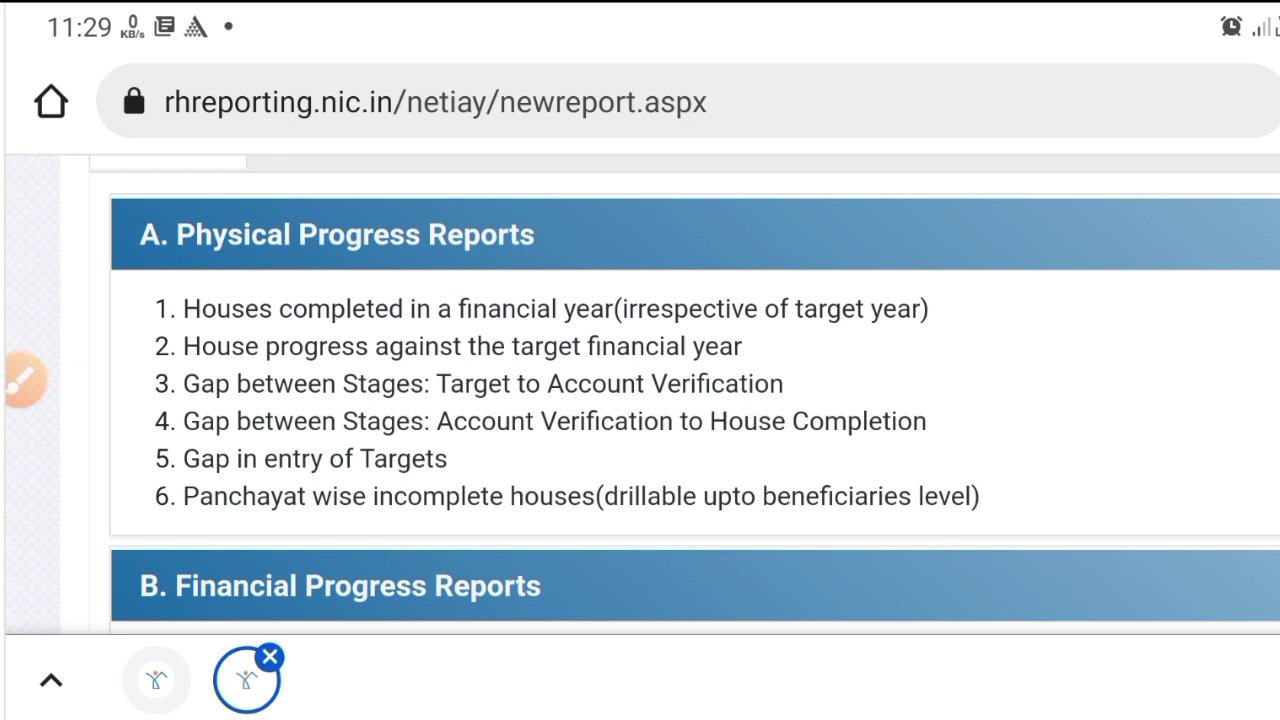 11:29 0 KB/s
rhreporting.nic.in/netiay/newreport.aspx
A. Physical Progress Reports
1. Houses completed in a financial year(irrespective of target year)
2. House progress against the target financial year
3. Gap between Stages: Target to Account Verification
4. Gap between Stages: Account Verification to House Completion
5. Gap in entry of Targets
6. Panchayat wise incomplete houses(drillable upto beneficiaries level)
B. Financial Progress Reports